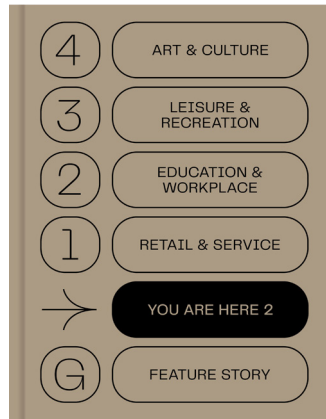 4
ART & CULTURE
3
LEISURE &
RECREATION
2
EDUCATION &
WORKPLACE
1
RETAIL & SERVICE
YOU ARE HERE 2
G
FEATURE STORY